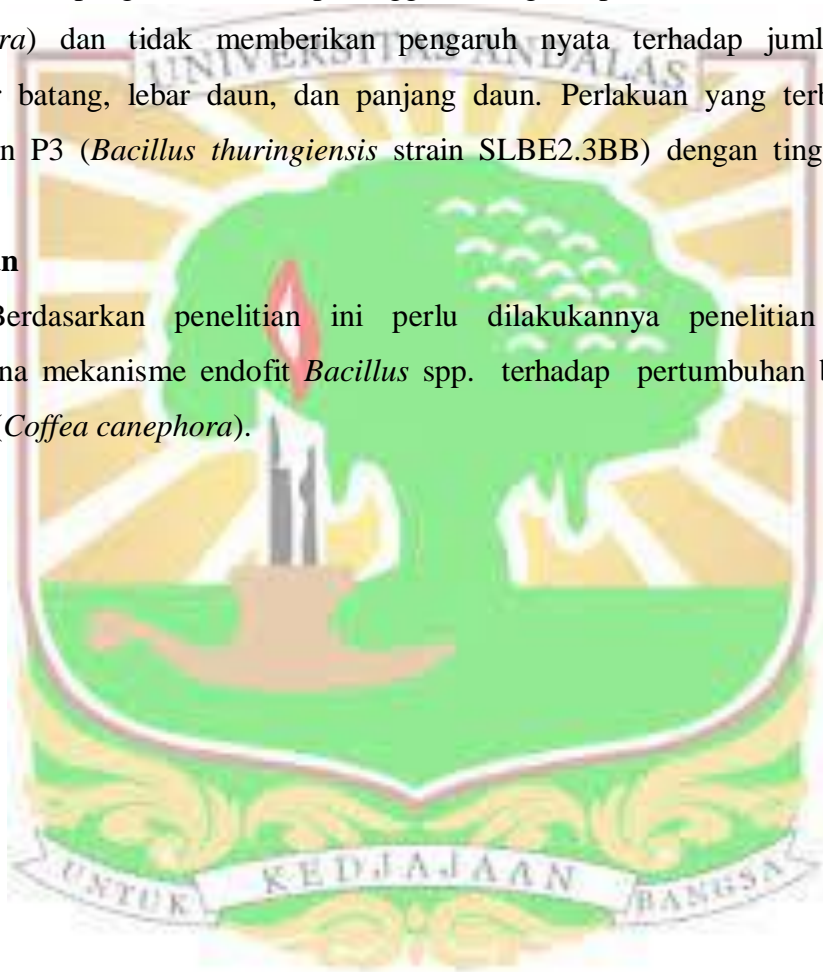 ra) dan tidak memberikan pengaruh nyata terhadap juml
UNIVERSITAS ANDALAS
batang, lebar daun, dan panjang daun. Perlakuan yang terb
n P3 (Bacillus thuringiensis strain SLBE2.3BB) dengan ting
n
Berdasarkan penelitian ini perlu dilakukannya penelitian
na mekanisme endofit Bacillus spp. terhadap pertumbuhan b
(Coffea canephora).
UNTUK KEDJAJAAN BANGSA